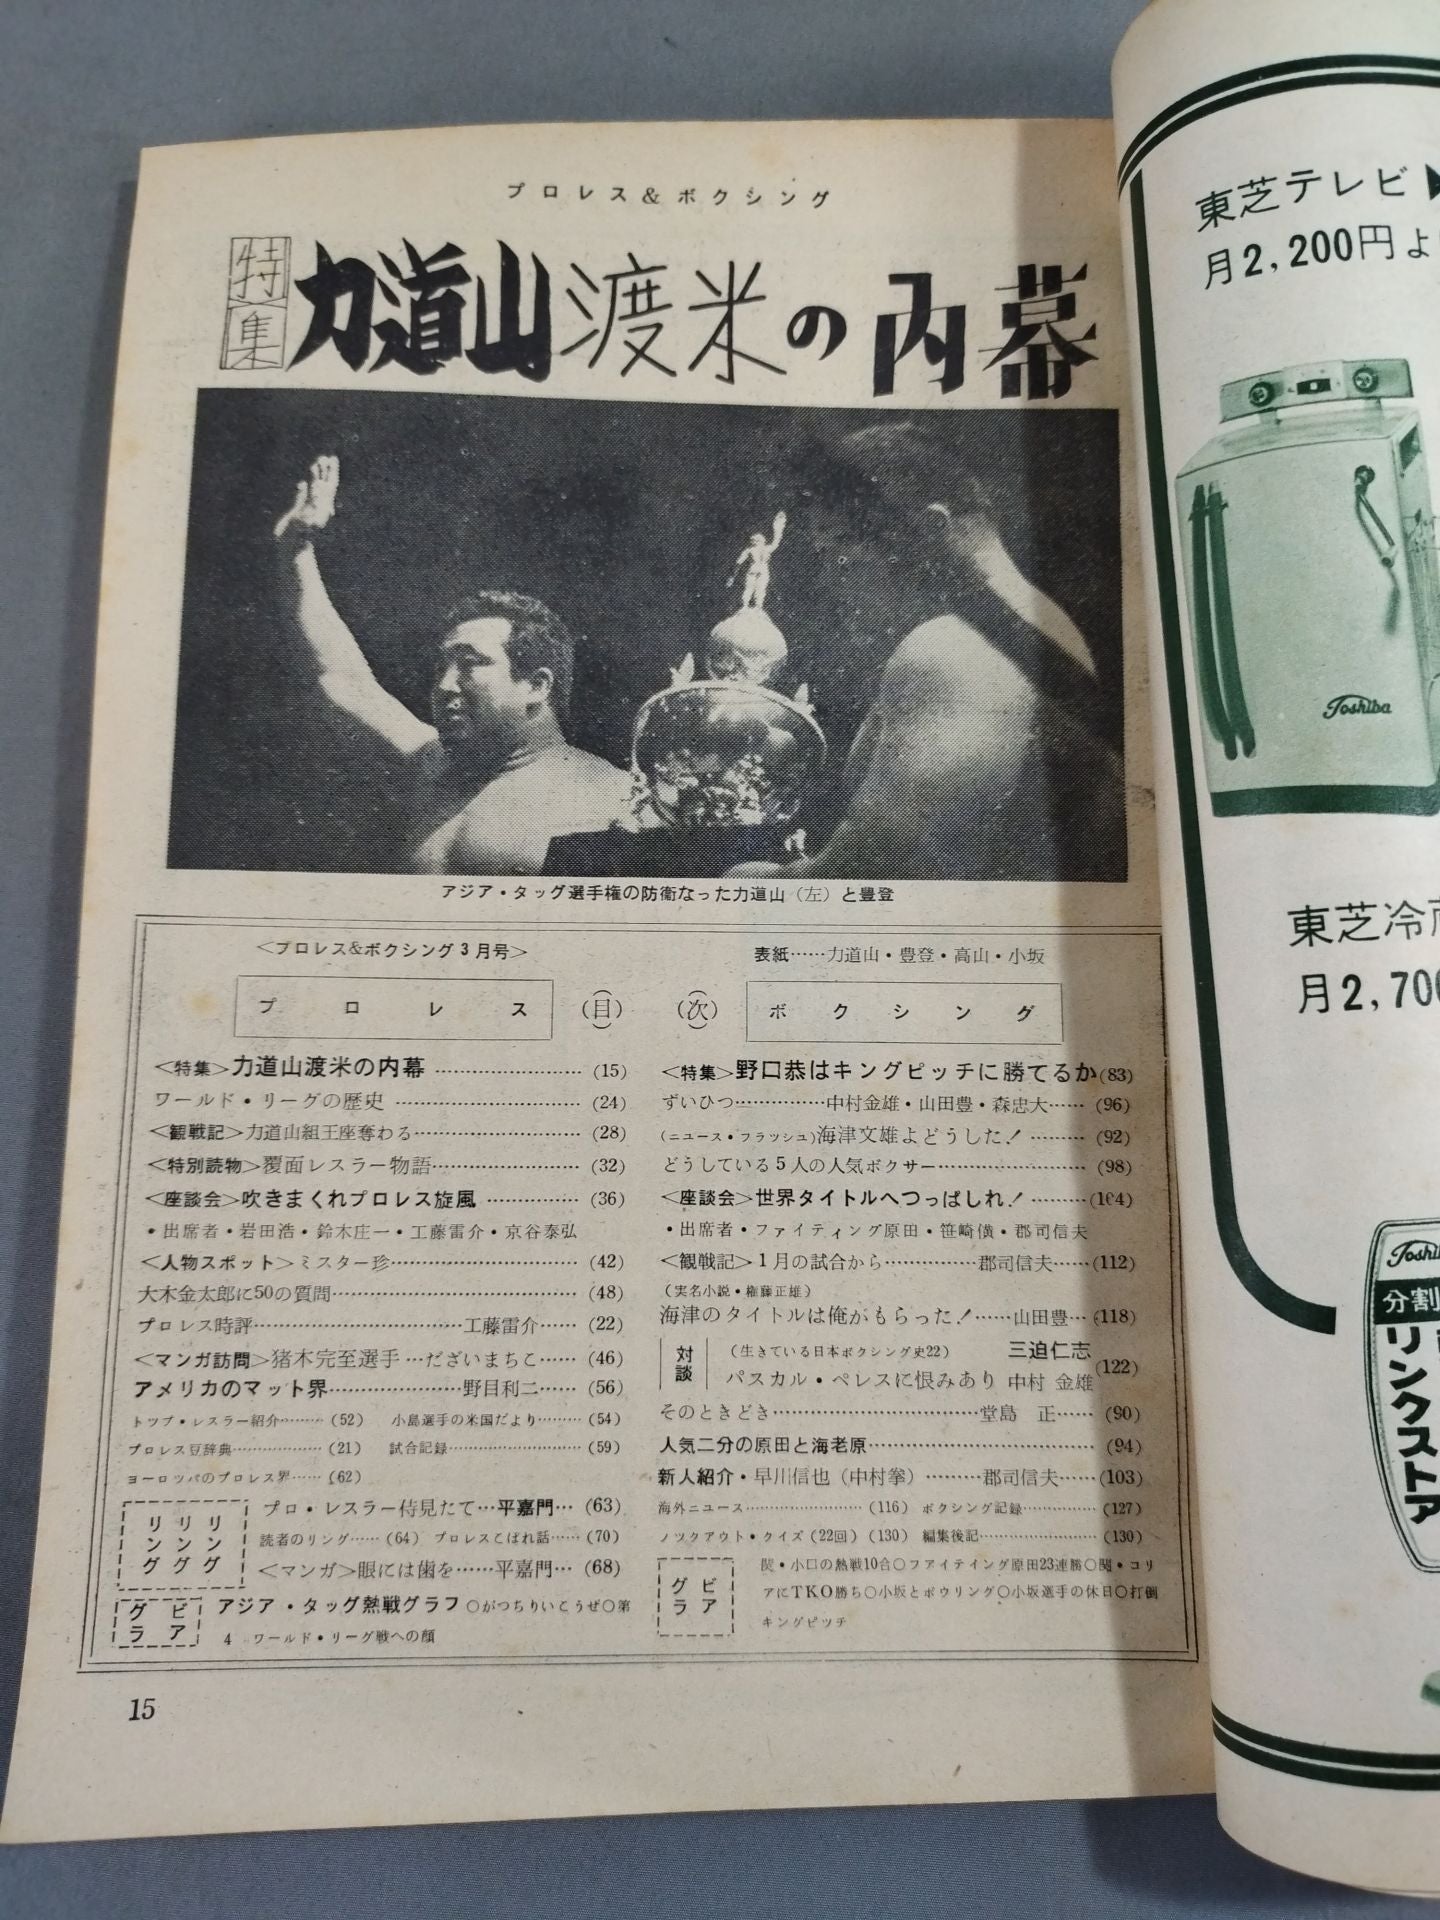 プロレス&ボクシング
特集 力道山渡米の内幕
アジア・タッグ選手権の防衛なった力道山（左）と豊登
<プロレス&ボクシング3月号>
表紙……力道山・豊登・高山・小坂
プロレス (目) (次) ボクシング
<特集>力道山渡米の内幕…………………(15)
ワールド・リーグの歴史…………………(24)
<観戦記>力道山組王座奪わる…………………(28)
<特別読物>覆面レスラー物語…………………(32)
<座談会>吹きまくれプロレス旋風…………(36)
・出席者・岩田浩・鈴木庄一・工藤雷介・京谷泰弘
<人物スポット>ミスター珍…………………(42)
大木金太郎に50の質問…………………(48)
プロレス時評…………………工藤雷介……(22)
<マンガ訪問>猪木完至選手…だざいまちこ……(46)
アメリカのマット界………………野目利二……(56)
トップ・レスラー紹介………(52) 小島選手の米国だより………(54)
プロレス豆辞典………………(21) 試合記録……………………(59)
ヨーロッパのプロレス界……(62)
リング リング リング
プロ・レスラー侍見たて…平嘉門…(63)
読者のリング……(64) プロレスこぼれ話……(70)
<マンガ>眼には歯を……平嘉門…(68)
グラ ビア
アジア・タッグ熱戦グラフ ○がっちりいこうぜ○第
4 ワールド・リーグ戦への顔
<特集>野口恭はキングピッチに勝てるか(83)
ずいひつ……………中村金雄・山田豊・森忠大……(96)
(ニュース・フラッシュ)海津文雄よどうした！………(92)
どうしている5人の人気ボクサー…………………(98)
<座談会>世界タイトルへつっぱしれ！………(104)
・出席者・ファイティング原田・笹崎僙・郡司信夫
<観戦記>1月の試合から……………郡司信夫……(112)
(実名小説・権藤正雄)
海津のタイトルは俺がもらった！……山田豊…(118)
対談 (生きている日本ボクシング史22) 三迫仁志
パスカル・ペレスに恨みあり 中村 金雄 (122)
そのときどき…………………………堂島 正……(90)
人気二分の原田と海老原…………………………(94)
新人紹介・早川信也（中村拳）………郡司信夫……(103)
海外ニュース…………………(116) ボクシング記録……………(127)
ノックアウト・クイズ（22回）(130) 編集後記…………………(130)
グラ ビア
関・小口の熱戦10合○ファイテイング原田23連勝○関・コリ
アにTKO勝ち○小坂とボウリング○小坂選手の休日○打倒
キングピッチ
15
東芝テレビ▶
月2,200円よ
Toshiba
東芝冷
月2,70
Toshiba
分割
リンクストア